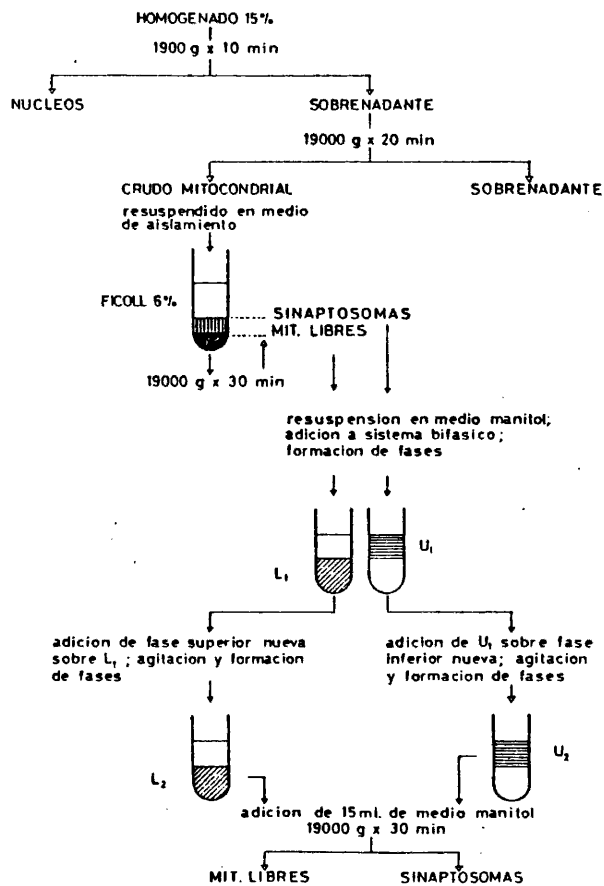 HOMOGENADO 15%
1900 g x 10 min
NUCLEOS
SOBRENADANTE
19000 g x 20 min
CRUDO MITOCONDRIAL
SOBRENADANTE
resuspendido en medio
de aislamiento
FICOLL 6%
SINAPTOSOMAS
MIT. LIBRES
19000 g x 30 min
resuspension en medio manitol;
adicion a sistema bifasico;
formacion de fases
L1
U1
adicion de fase superior nueva
sobre L1; agitacion y formacion
de fases
adicion de U1 sobre fase
inferior nueva; agitacion
y formacion de fases
L2
U2
adicion de 15ml. de medio manitol
19000 g x 30 min
MIT. LIBRES
SINAPTOSOMAS